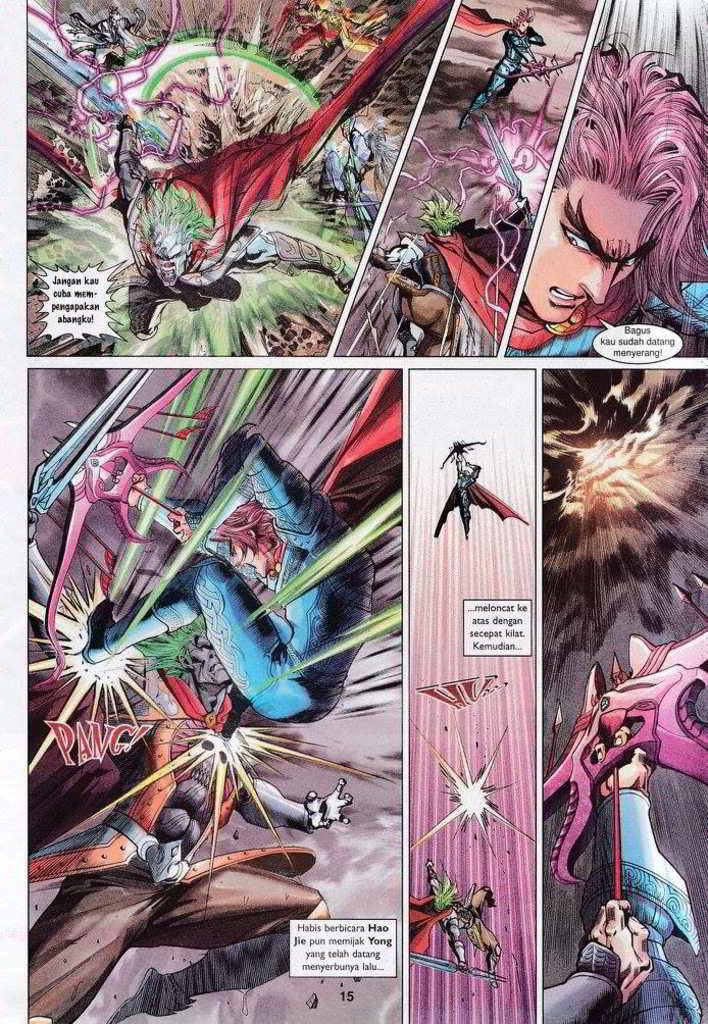 Jangan kau
cuba mem-
pengapakan
abangku!
Bagus
kau sudah datang
menyerang!
PANG!
Habis berbicara Hao
Jie pun memijak Yong
yang telah datang
menyerbunya lalu...
...meloncat ke
atas dengan
secepat kilat.
Kemudian...
15